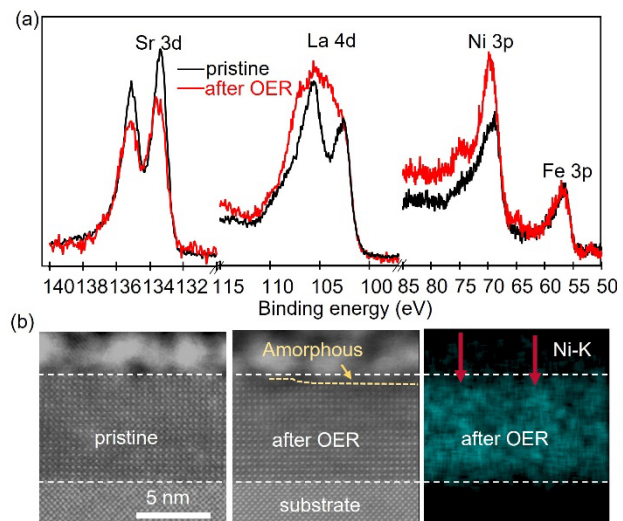 (a)
Sr 3d
La 4d
Ni 3p
pristine
after OER
Fe 3p
140 138 136 134 132 115 110 105 100 85 80 75 70 65 60 55 50
Binding energy (eV)
(b)
Amorphous
Ni-K
pristine
after OER
after OER
5 nm
substrate